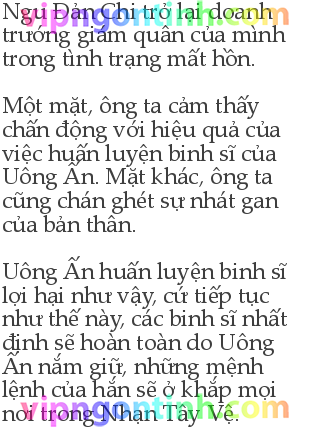 Ngu Đản Chi trở lại doanh
trướng giám quân của mình
trong tình trạng mất hồn.
Một mặt, ông ta cảm thấy
chấn động với hiệu quả của
việc huấn luyện binh sĩ của
Uông Ấn. Mặt khác, ông ta
cũng chán ghét sự nhát gan
của bản thân.
Uông Ấn huấn luyện binh sĩ
lợi hại như vậy, cứ tiếp tục
như thế này, các binh sĩ nhất
định sẽ hoàn toàn do Uông
Ấn nắm giữ, những mệnh
lệnh của hắn sẽ ở khắp mọi
nơi trong Nhạn Tây Vệ.
vipngontinh.com
vipngontinh.com